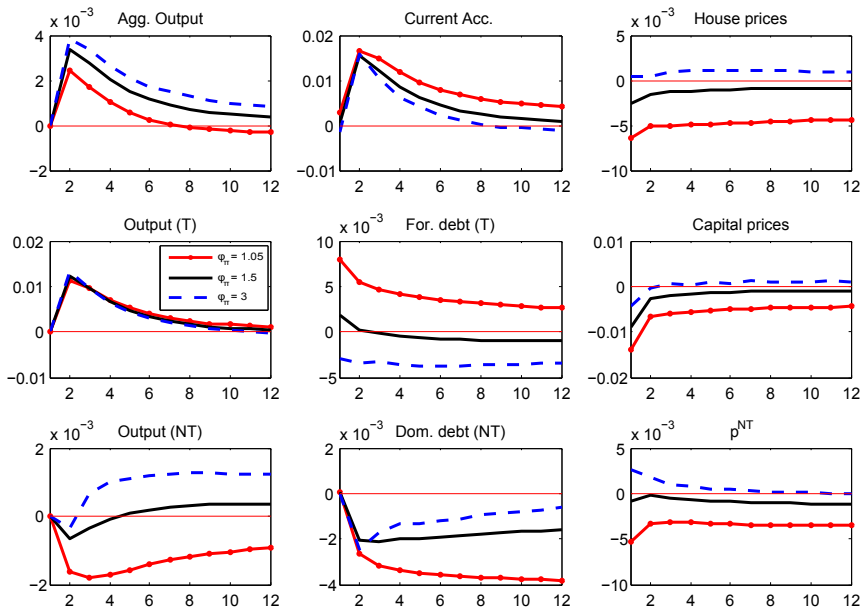 Agg. Output
x 10⁻³
4
2
0
−2
2 4 6 8 10 12
Current Acc.
0.02
0.01
0
−0.01
2 4 6 8 10 12
House prices
x 10⁻³
5
0
−5
−10
2 4 6 8 10 12
Output (T)
0.02
0.01
0
−0.01
φπ = 1.05
φπ = 1.5
φπ = 3
2 4 6 8 10 12
For. debt (T)
x 10⁻³
10
5
0
−5
2 4 6 8 10 12
Capital prices
0.01
0
−0.01
−0.02
2 4 6 8 10 12
Output (NT)
x 10⁻³
2
0
−2
2 4 6 8 10 12
Dom. debt (NT)
x 10⁻³
2
0
−2
−4
2 4 6 8 10 12
pᴺᵀ
x 10⁻³
5
0
−5
−10
2 4 6 8 10 12